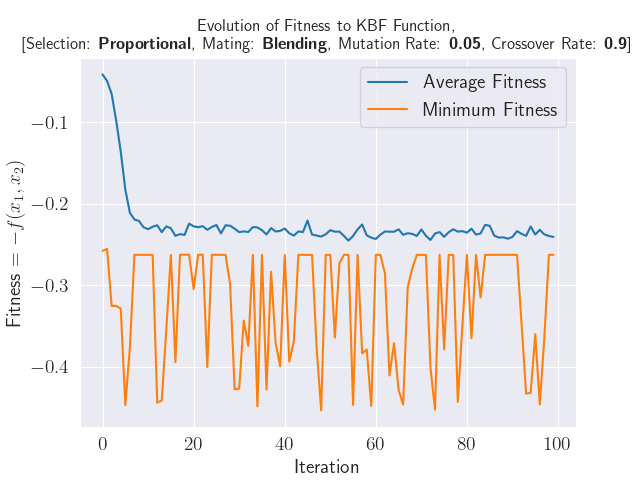 Evolution of Fitness to KBF Function,
[Selection: Proportional, Mating: Blending, Mutation Rate: 0.05, Crossover Rate: 0.9]
Average Fitness
Minimum Fitness
−0.1
−0.2
−0.3
−0.4
Fitness = −f(x₁, x₂)
0 20 40 60 80 100
Iteration